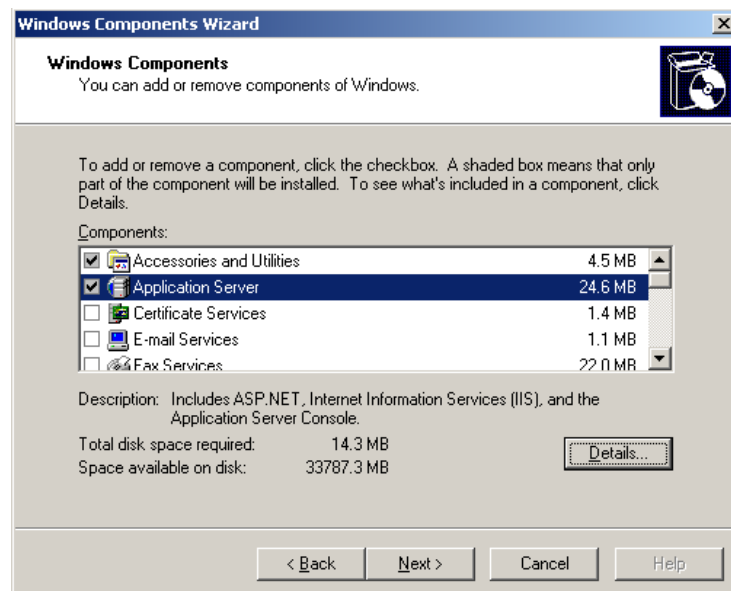 Windows Components Wizard
Windows Components
You can add or remove components of Windows.
To add or remove a component, click the checkbox. A shaded box means that only
part of the component will be installed. To see what's included in a component, click
Details.
Components:
Accessories and Utilities 4.5 MB
Application Server 24.6 MB
Certificate Services 1.4 MB
E-mail Services 1.1 MB
Fax Services 22.0 MB
Description: Includes ASP.NET, Internet Information Services (IIS), and the
Application Server Console.
Total disk space required: 14.3 MB
Space available on disk: 33787.3 MB
Details...
< Back Next > Cancel Help